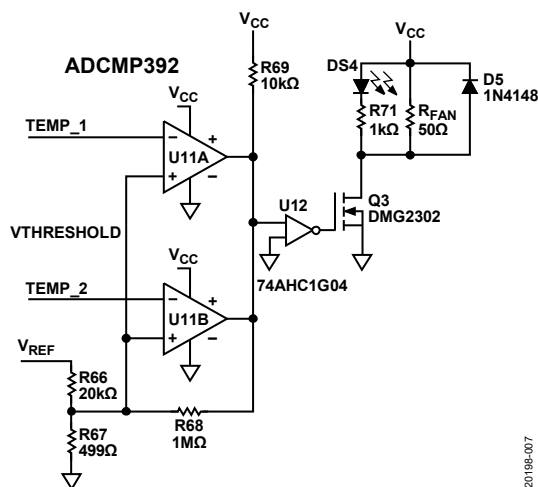 VCC
VCC
ADCMP392
R69
10kΩ
DS4
D5
1N4148
R71
1kΩ
RFAN
50Ω
VCC
TEMP_1
–
+
U11A
+
–
U12
Q3
DMG2302
VTHRESHOLD
74AHC1G04
VCC
TEMP_2
–
+
U11B
+
–
VREF
R66
20kΩ
R68
1MΩ
R67
499Ω
20198-007